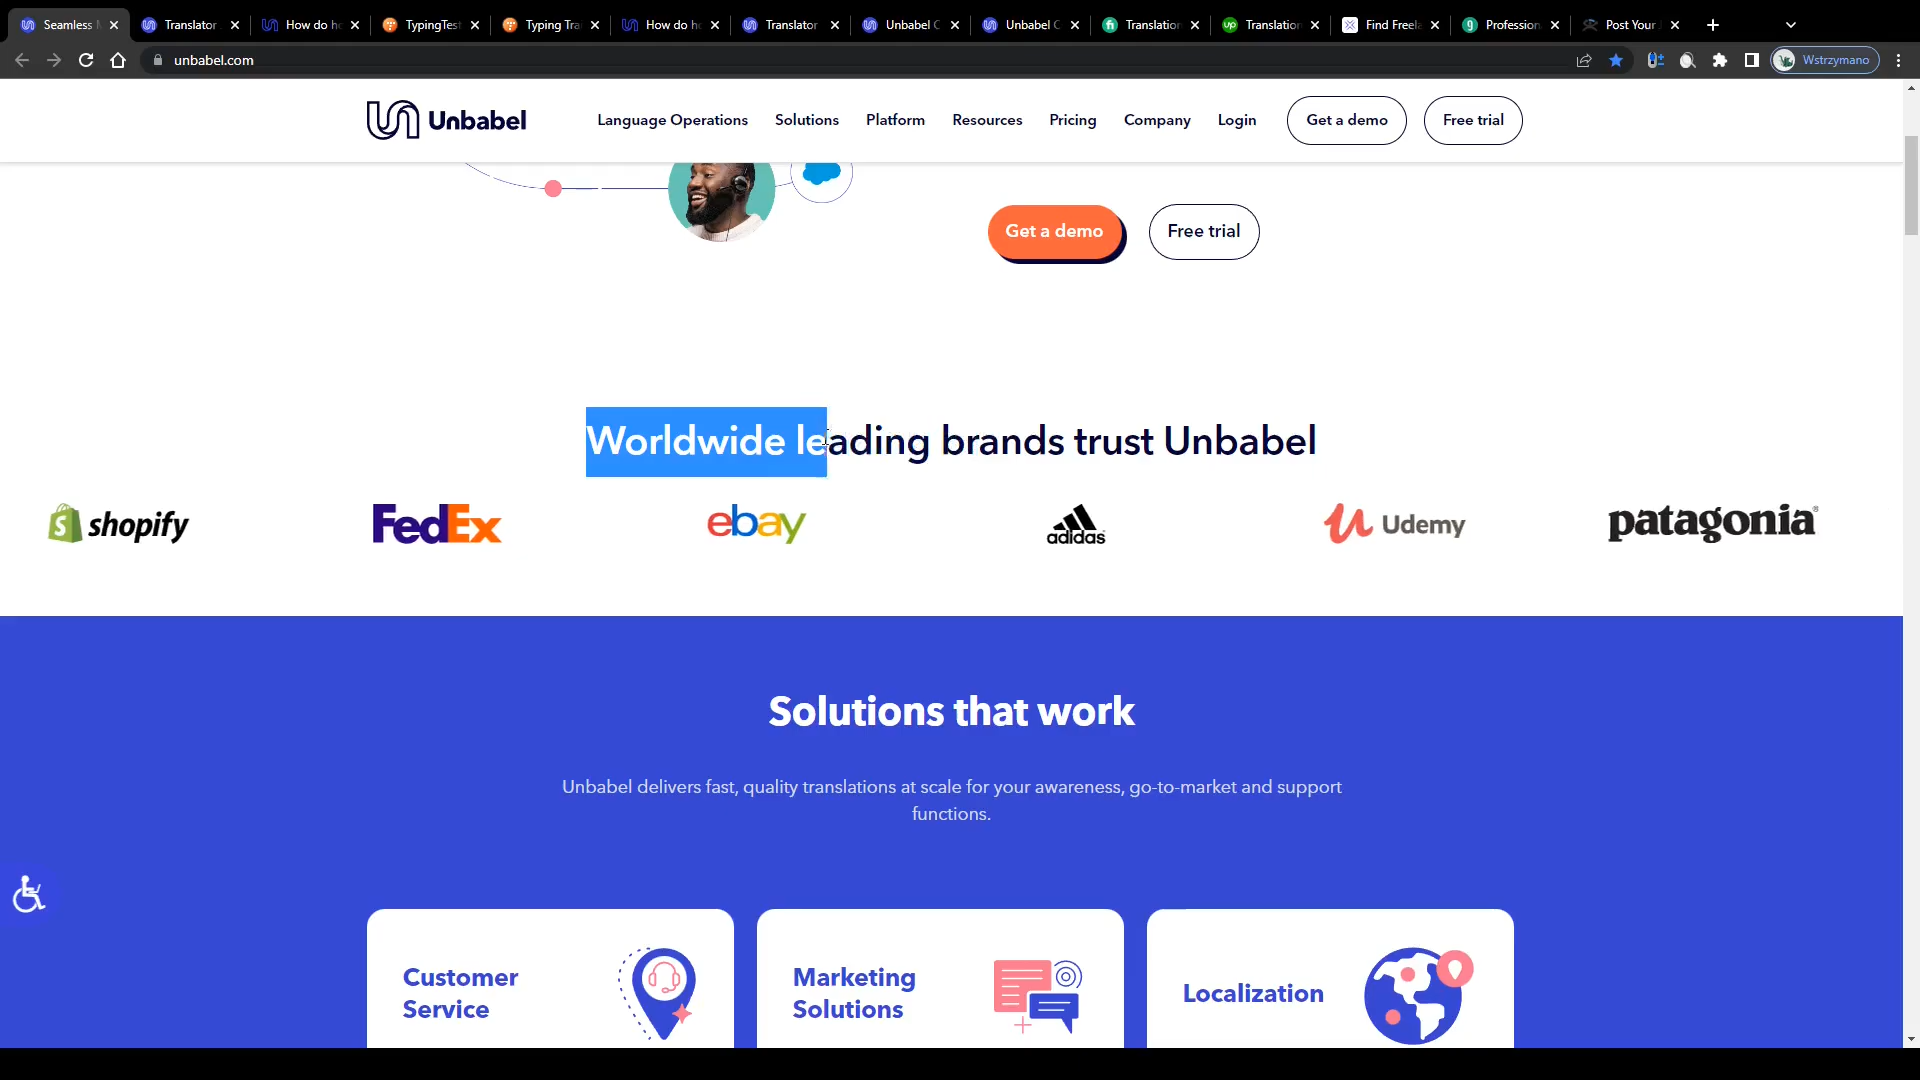 Seamless M
Translator
How do he
TypingTest
Typing Tra
How do he
Translator
Unbabel C
Unbabel C
Translation
Translation
Find Freela
Profession
Post Your
unbabel.com
Wstrzymano
Unbabel
Language Operations
Solutions
Platform
Resources
Pricing
Company
Login
Get a demo
Free trial
Get a demo
Free trial
Worldwide leading brands trust Unbabel
shopify
FedEx
ebay
adidas
Udemy
patagonia
Solutions that work
Unbabel delivers fast, quality translations at scale for your awareness, go-to-market and support
functions.
Customer
Service
Marketing
Solutions
Localization